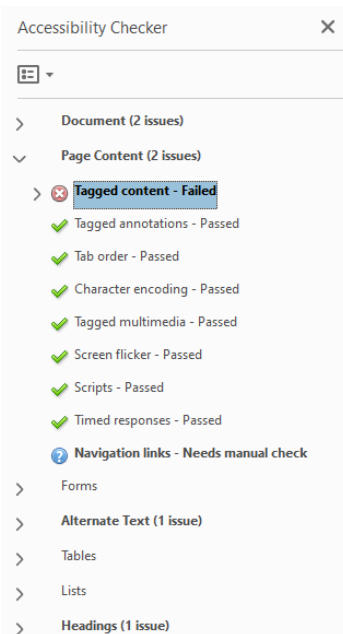 Accessibility Checker
Document (2 issues)
Page Content (2 issues)
Tagged content - Failed
Tagged annotations - Passed
Tab order - Passed
Character encoding - Passed
Tagged multimedia - Passed
Screen flicker - Passed
Scripts - Passed
Timed responses - Passed
Navigation links - Needs manual check
Forms
Alternate Text (1 issue)
Tables
Lists
Headings (1 issue)